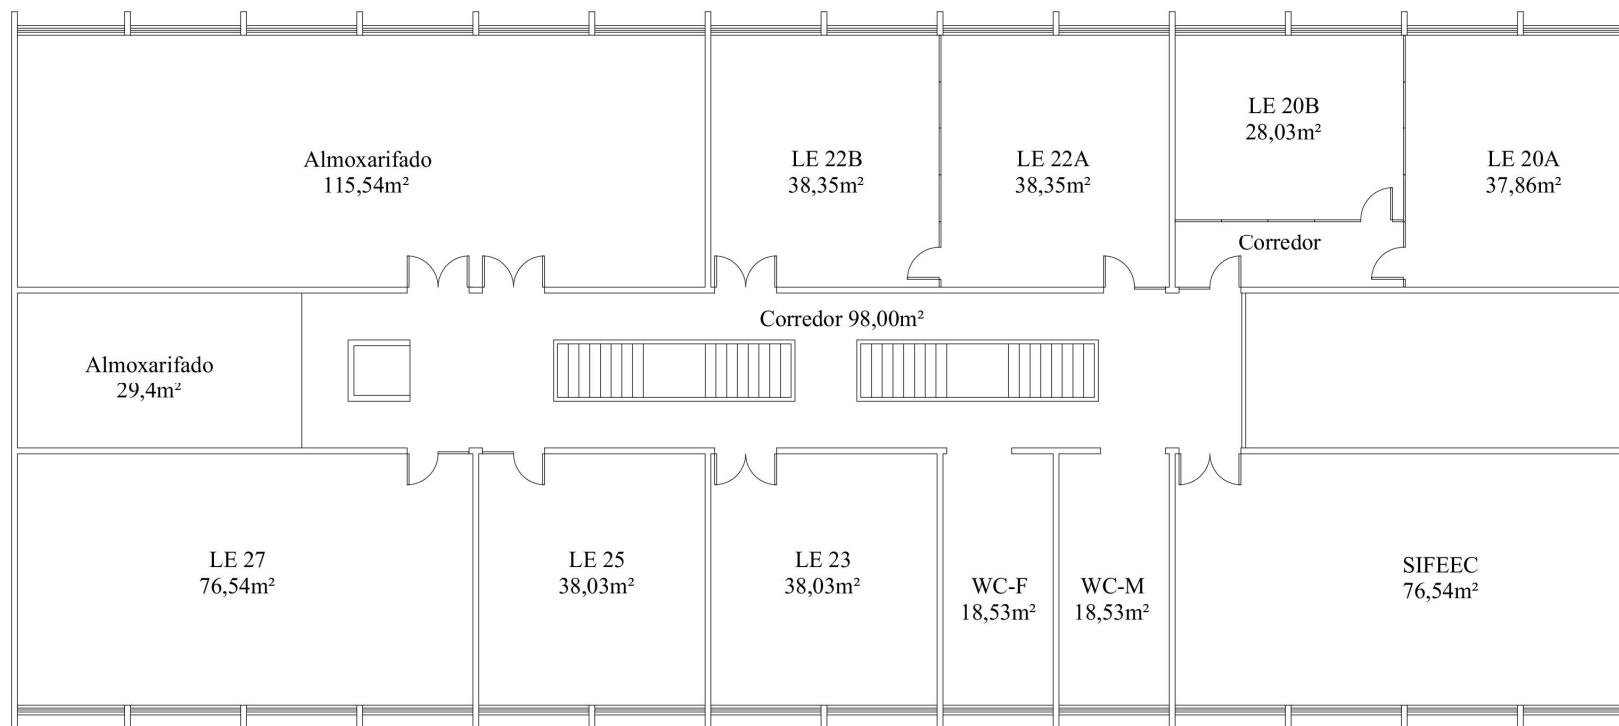 Almoxarifado
115,54m²
LE 22B
38,35m²
LE 22A
38,35m²
LE 20B
28,03m²
LE 20A
37,86m²
Corredor
Corredor 98,00m²
Almoxarifado
29,4m²
LE 27
76,54m²
LE 25
38,03m²
LE 23
38,03m²
WC-F
18,53m²
WC-M
18,53m²
SIFEEC
76,54m²